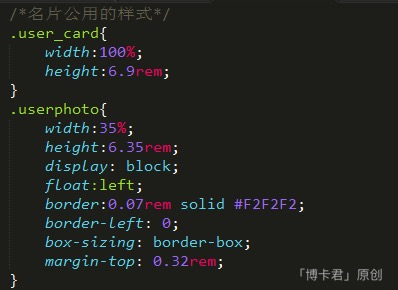 /*名片公用的样式*/
.user_card{
width:100%;
height:6.9rem;
}
.userphoto{
width:35%;
height:6.35rem;
display: block;
float:left;
border:0.07rem solid #F2F2F2;
border-left: 0;
box-sizing: border-box;
margin-top: 0.32rem;
}
「博卡君」原创